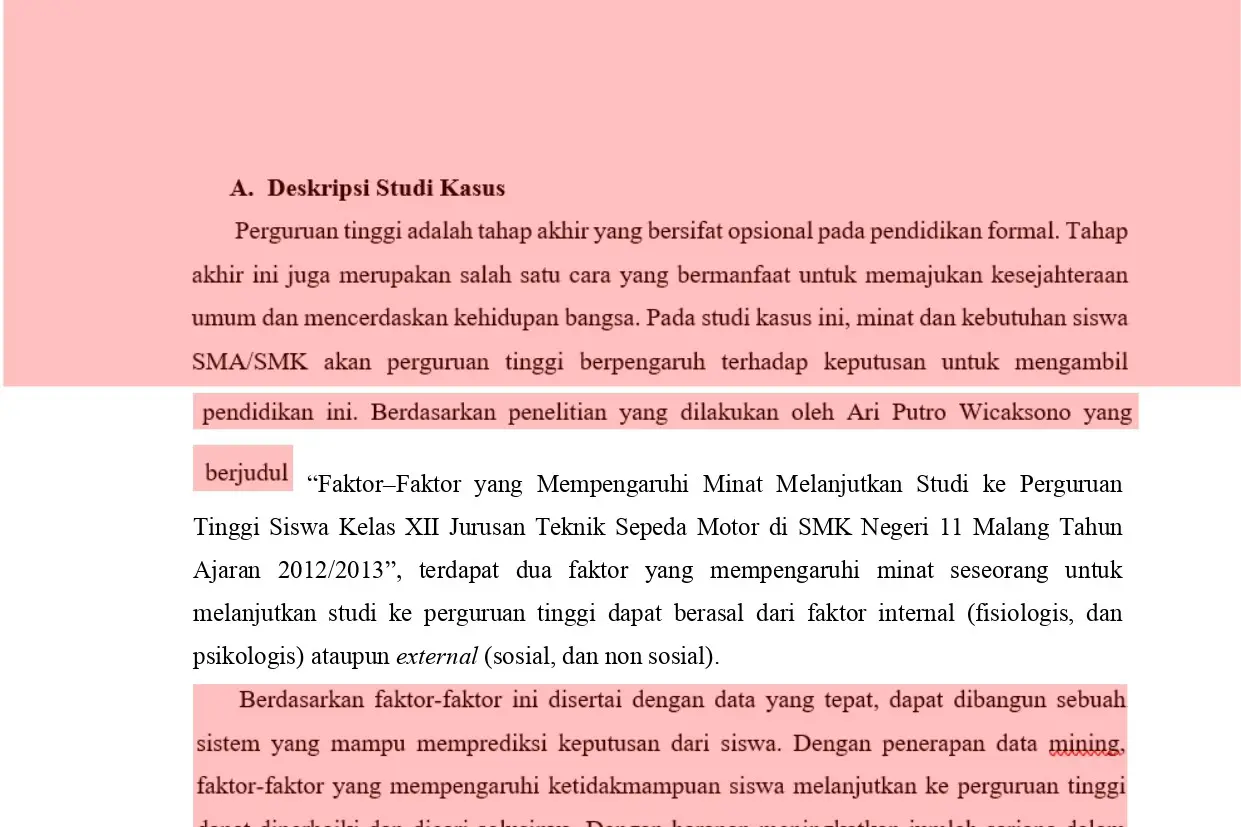 A. Deskripsi Studi Kasus
Perguruan tinggi adalah tahap akhir yang bersifat opsional pada pendidikan formal. Tahap
akhir ini juga merupakan salah satu cara yang bermanfaat untuk memajukan kesejahteraan
umum dan mencerdaskan kehidupan bangsa. Pada studi kasus ini, minat dan kebutuhan siswa
SMA/SMK akan perguruan tinggi berpengaruh terhadap keputusan untuk mengambil
pendidikan ini. Berdasarkan penelitian yang dilakukan oleh Ari Putro Wicaksono yang
berjudul “Faktor–Faktor yang Mempengaruhi Minat Melanjutkan Studi ke Perguruan
Tinggi Siswa Kelas XII Jurusan Teknik Sepeda Motor di SMK Negeri 11 Malang Tahun
Ajaran 2012/2013”, terdapat dua faktor yang mempengaruhi minat seseorang untuk
melanjutkan studi ke perguruan tinggi dapat berasal dari faktor internal (fisiologis, dan
psikologis) ataupun external (sosial, dan non sosial).
Berdasarkan faktor-faktor ini disertai dengan data yang tepat, dapat dibangun sebuah
sistem yang mampu memprediksi keputusan dari siswa. Dengan penerapan data mining,
faktor-faktor yang mempengaruhi ketidakmampuan siswa melanjutkan ke perguruan tinggi